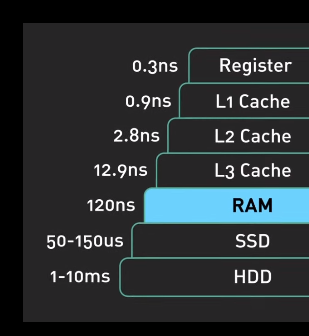 0.3ns Register
0.9ns L1 Cache
2.8ns L2 Cache
12.9ns L3 Cache
120ns RAM
50-150us SSD
1-10ms HDD